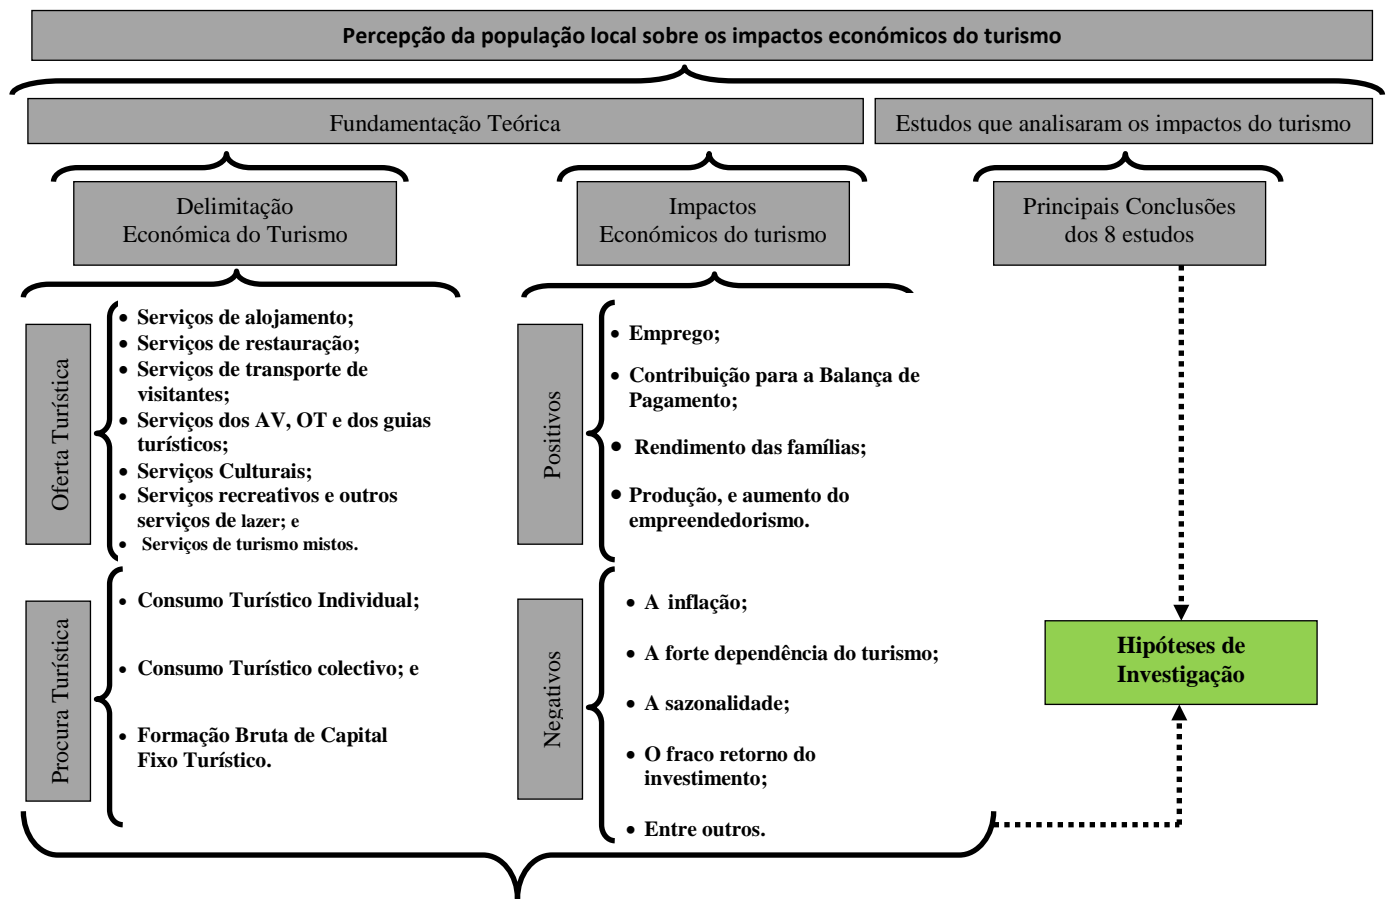 Percepção da população local sobre os impactos económicos do turismo
Fundamentação Teórica
Estudos que analisaram os impactos do turismo
Delimitação
Económica do Turismo
Impactos
Económicos do turismo
Principais Conclusões
dos 8 estudos
Oferta Turística
• Serviços de alojamento;
• Serviços de restauração;
• Serviços de transporte de
visitantes;
• Serviços dos AV, OT e dos guias
turísticos;
• Serviços Culturais;
• Serviços recreativos e outros
serviços de lazer; e
• Serviços de turismo mistos.
Positivos
• Emprego;
• Contribuição para a Balança de
Pagamento;
• Rendimento das famílias;
• Produção, e aumento do
empreendedorismo.
Procura Turística
• Consumo Turístico Individual;
• Consumo Turístico colectivo; e
• Formação Bruta de Capital
Fixo Turístico.
Negativos
• A inflação;
• A forte dependência do turismo;
• A sazonalidade;
• O fraco retorno do
investimento;
• Entre outros.
Hipóteses de
Investigação